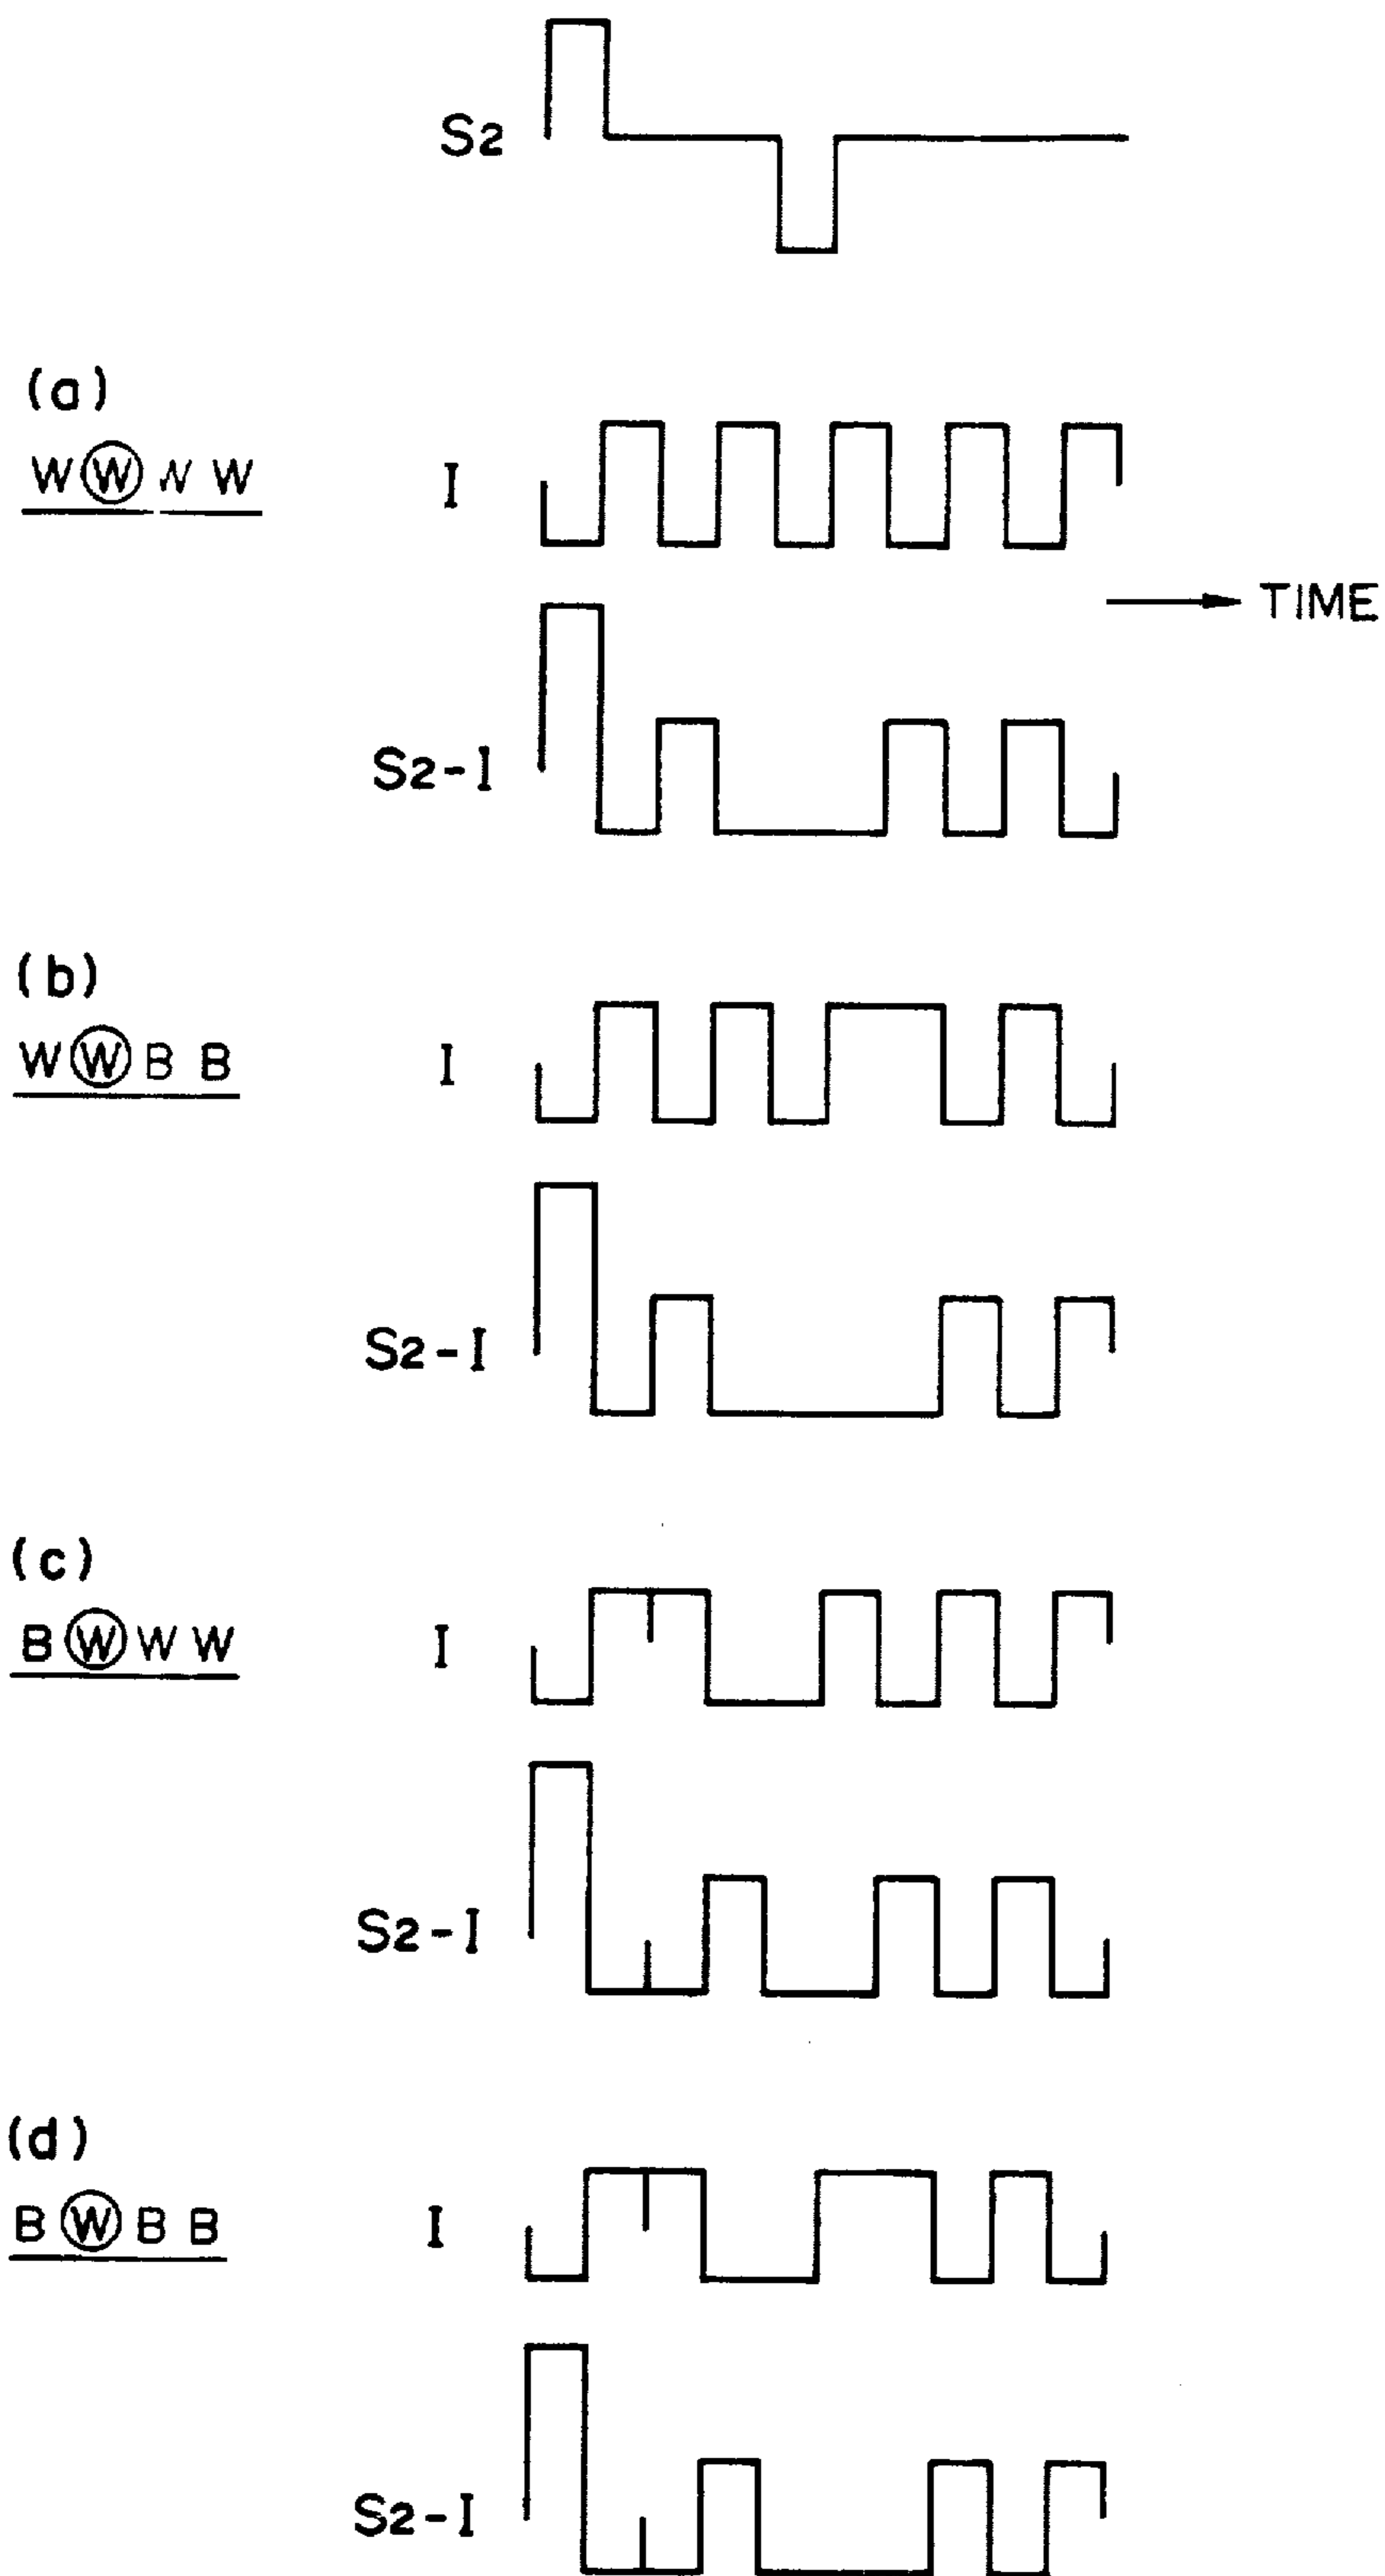 S2
(a)
W W W W
I
TIME
S2-I
(b)
W W B B
I
S2-I
(c)
B W W W
I
S2-I
(d)
B W B B
I
S2-I